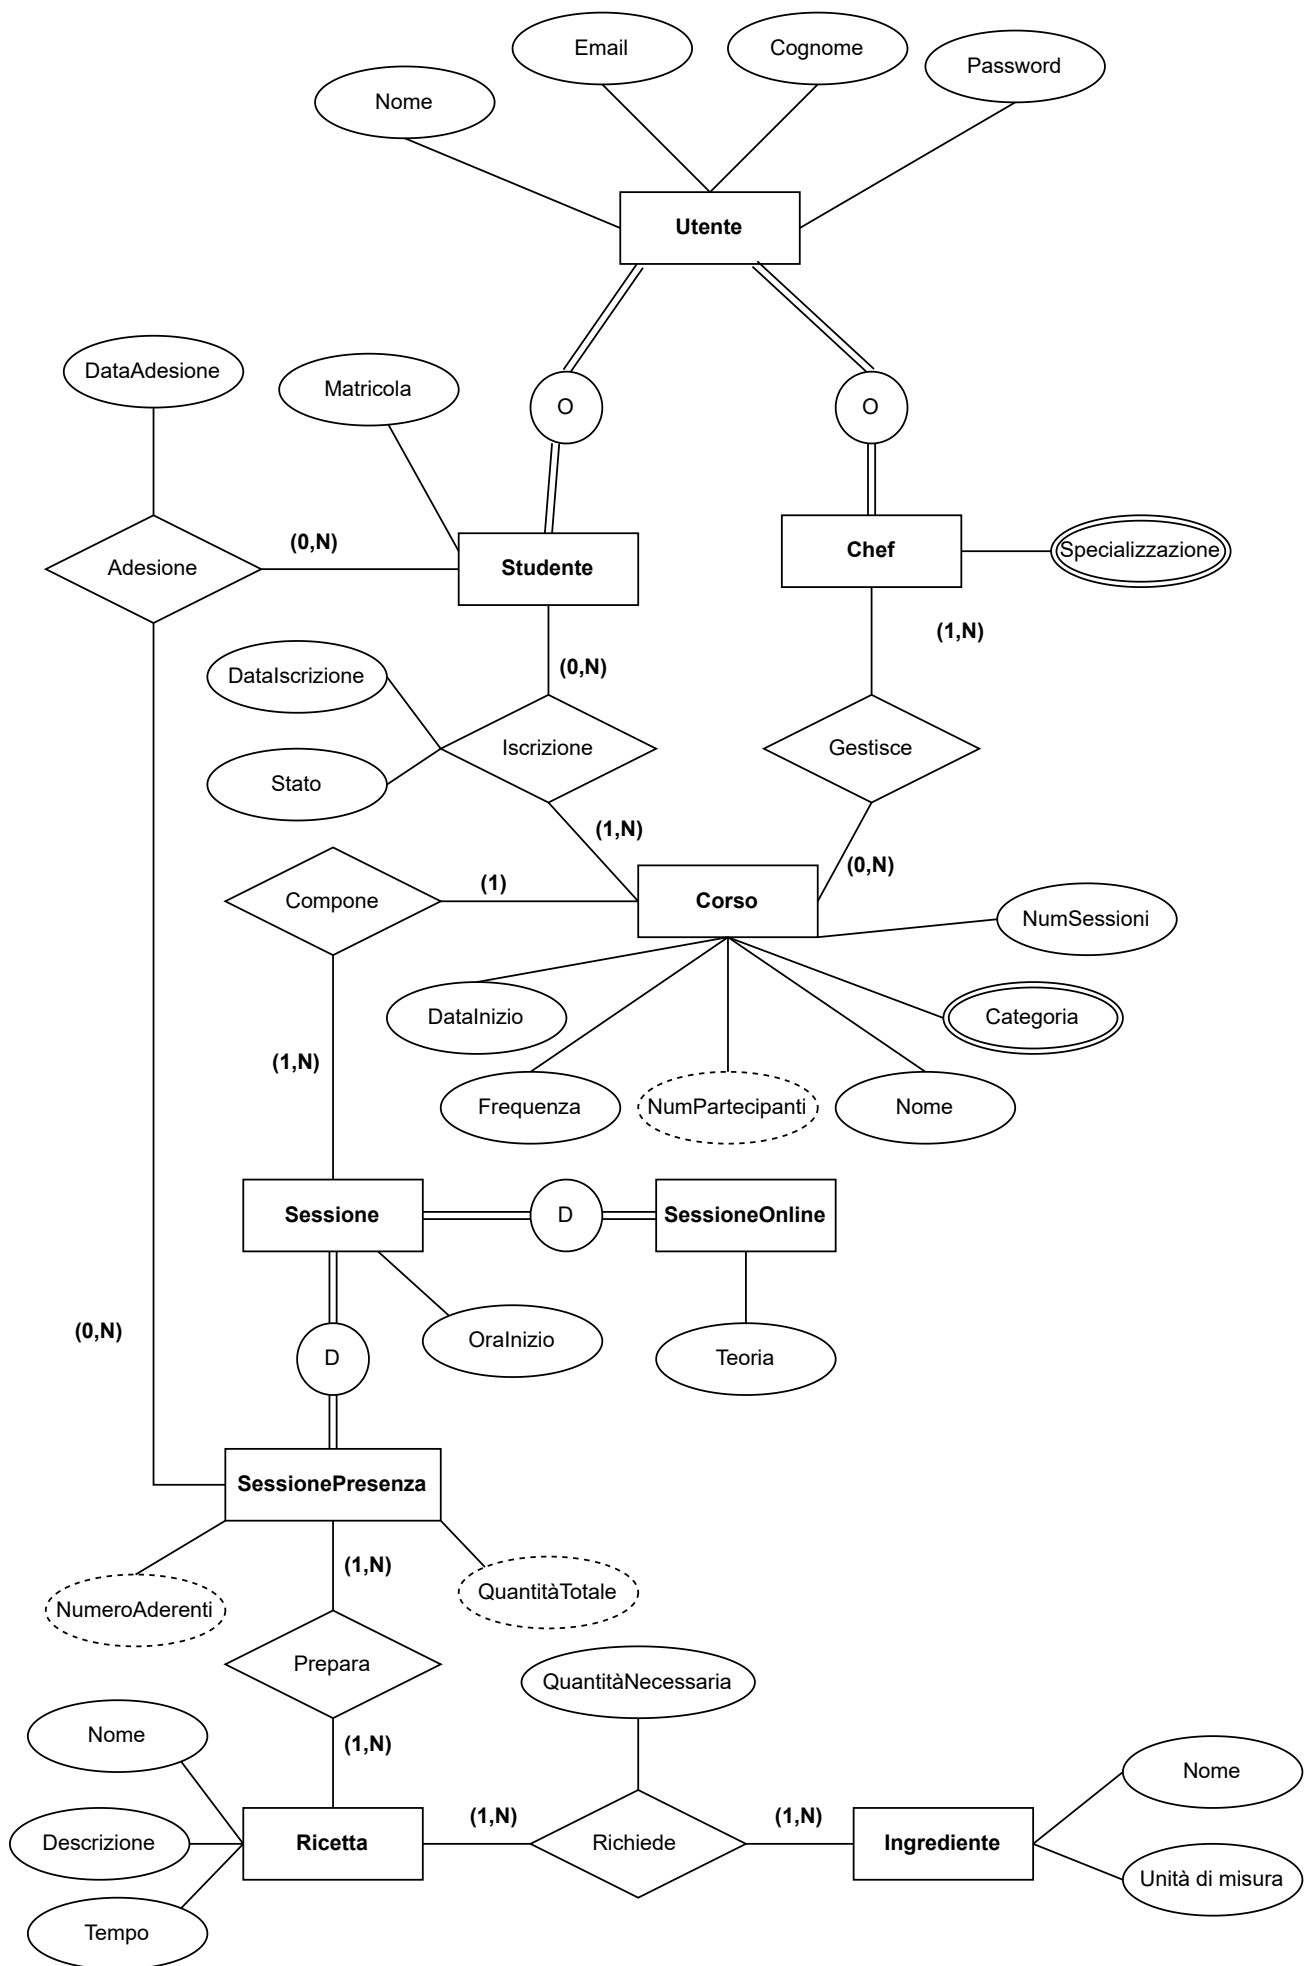 Email
Cognome
Password
Nome
Utente
DataAdesione
Matricola
O
O
Adesione
(0,N)
Studente
Chef
Specializzazione
(1,N)
DataIscrizione
(0,N)
Iscrizione
Gestisce
Stato
(1,N)
(0,N)
Compone
(1)
Corso
NumSessioni
DataInizio
Categoria
(1,N)
Frequenza
NumPartecipanti
Nome
Sessione
D
SessioneOnline
(0,N)
OraInizio
D
Teoria
SessionePresenza
(1,N)
QuantitàTotale
NumeroAderenti
Prepara
QuantitàNecessaria
Nome
(1,N)
Nome
Descrizione
Ricetta
(1,N)
Richiede
(1,N)
Ingrediente
Unità di misura
Tempo